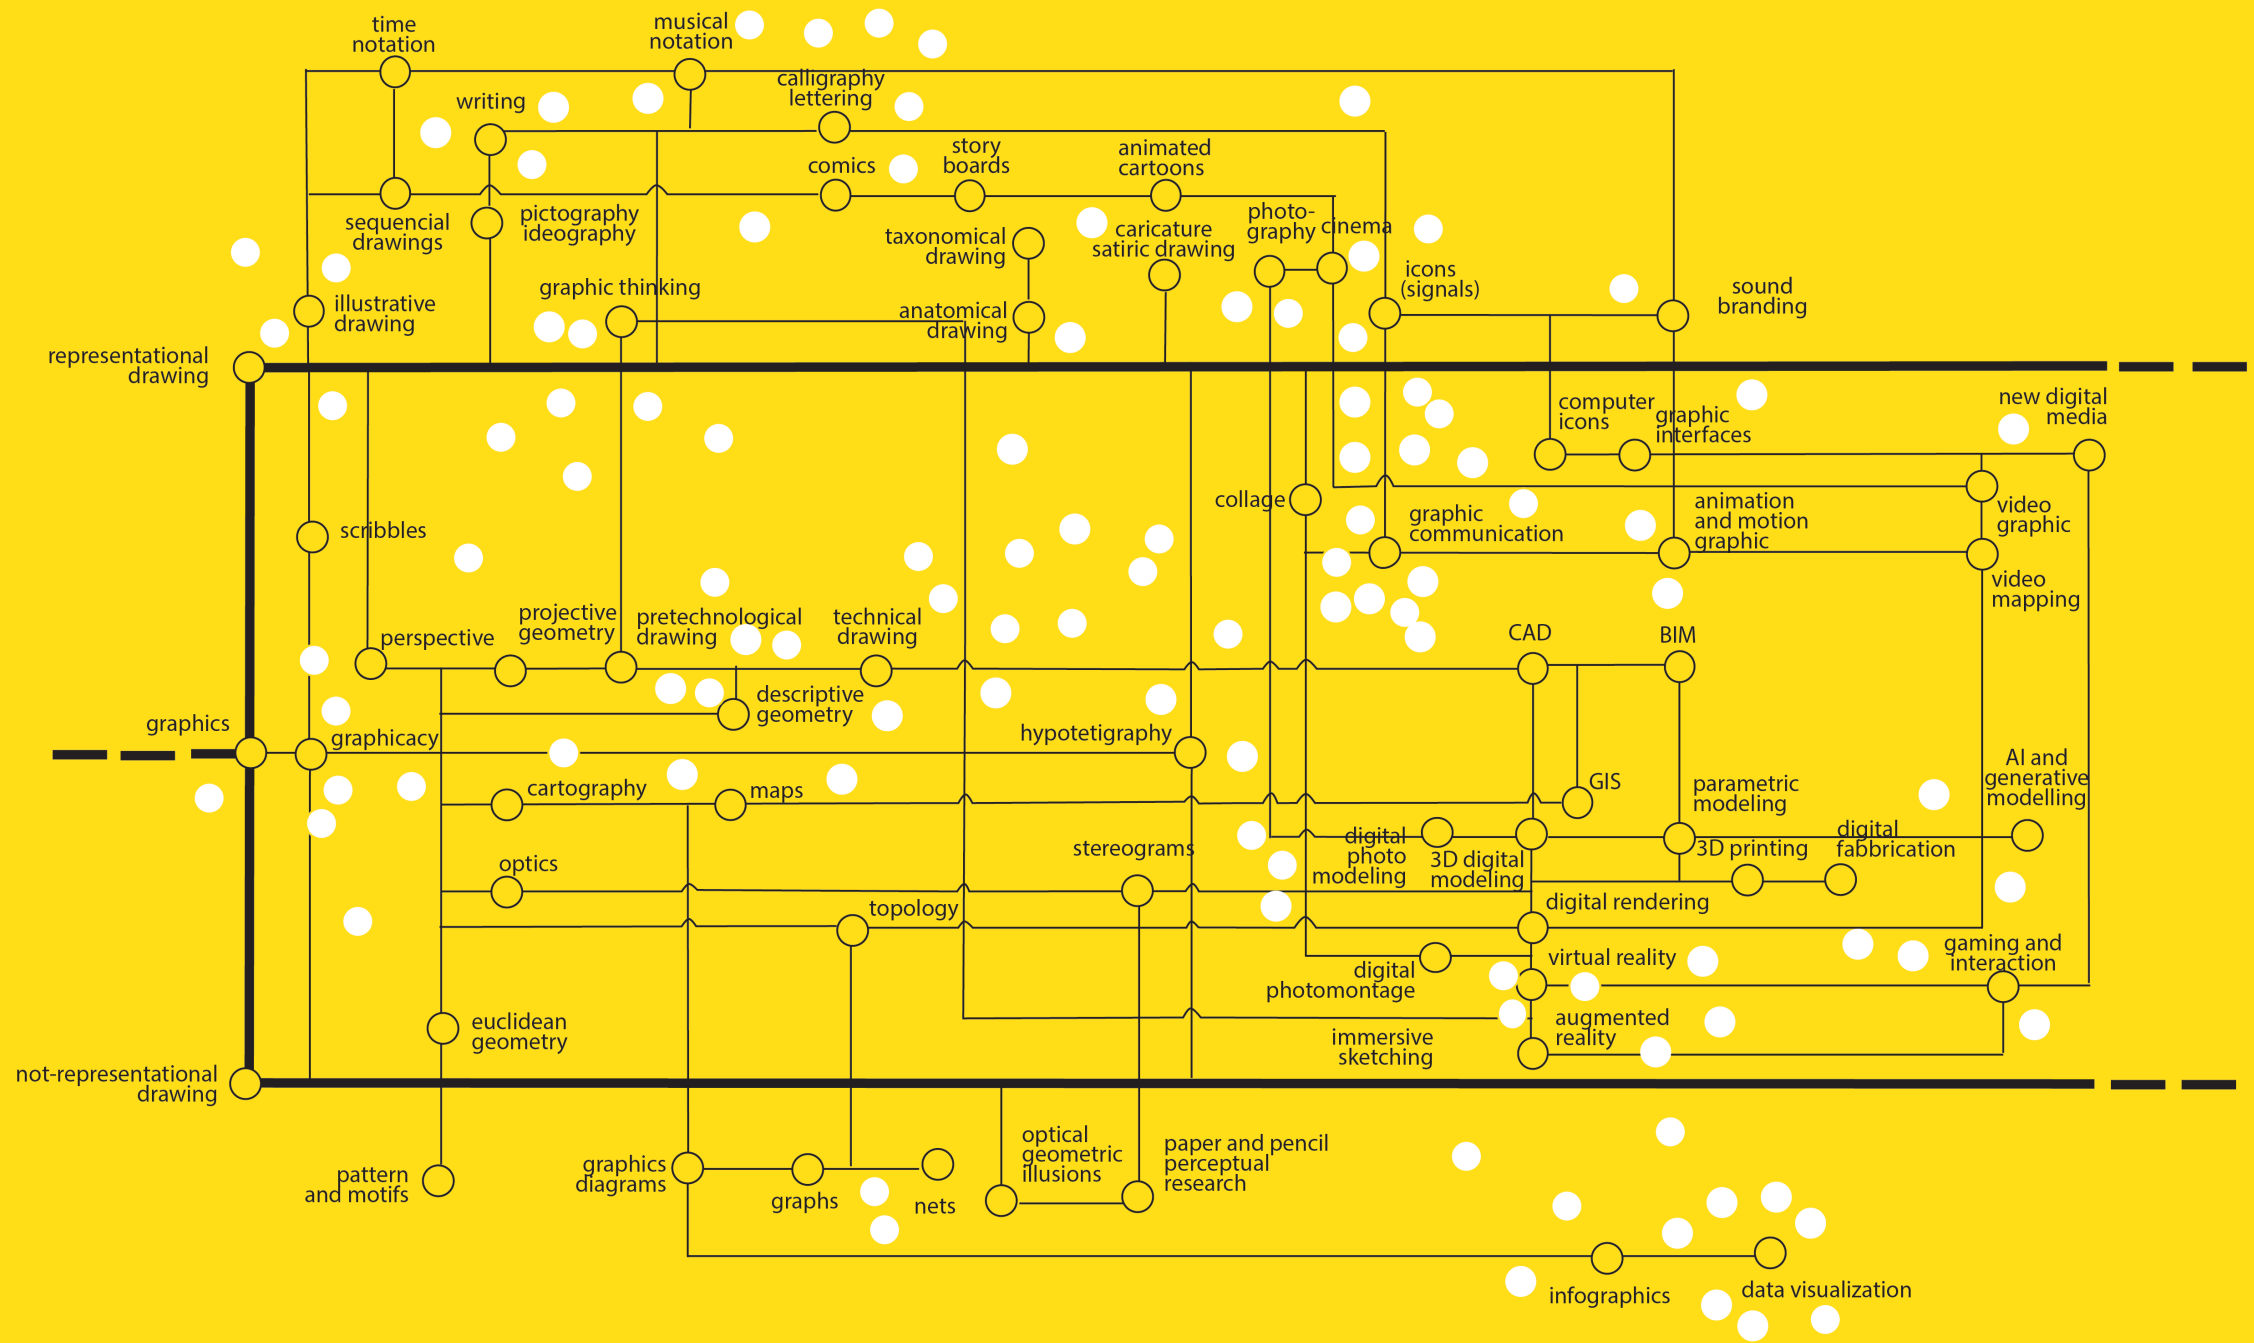 time
notation
musical
notation
calligraphy
lettering
writing
story
boards
animated
cartoons
comics
sequencial
drawings
pictography
ideography
photo-
graphy
cinema
taxonomical
drawing
caricature
satiric drawing
icons
(signals)
sound
branding
illustrative
drawing
graphic thinking
anatomical
drawing
representational
drawing
computer
icons
graphic
interfaces
new digital
media
collage
graphic
communication
animation
and motion
graphic
video
graphic
scribbles
video
mapping
perspective
projective
geometry
pretechnological
drawing
technical
drawing
CAD
BIM
descriptive
geometry
graphics
graphicacy
hypotetigraphy
cartography
maps
GIS
parametric
modeling
AI and
generative
modelling
digital
photo
modeling
3D digital
modeling
3D printing
digital
fabbrication
stereograms
optics
digital rendering
topology
virtual reality
gaming and
interaction
digital
photomontage
euclidean
geometry
immersive
sketching
augmented
reality
not-representational
drawing
pattern
and motifs
graphics
diagrams
graphs
nets
optical
geometric
illusions
paper and pencil
perceptual
research
infographics
data visualization